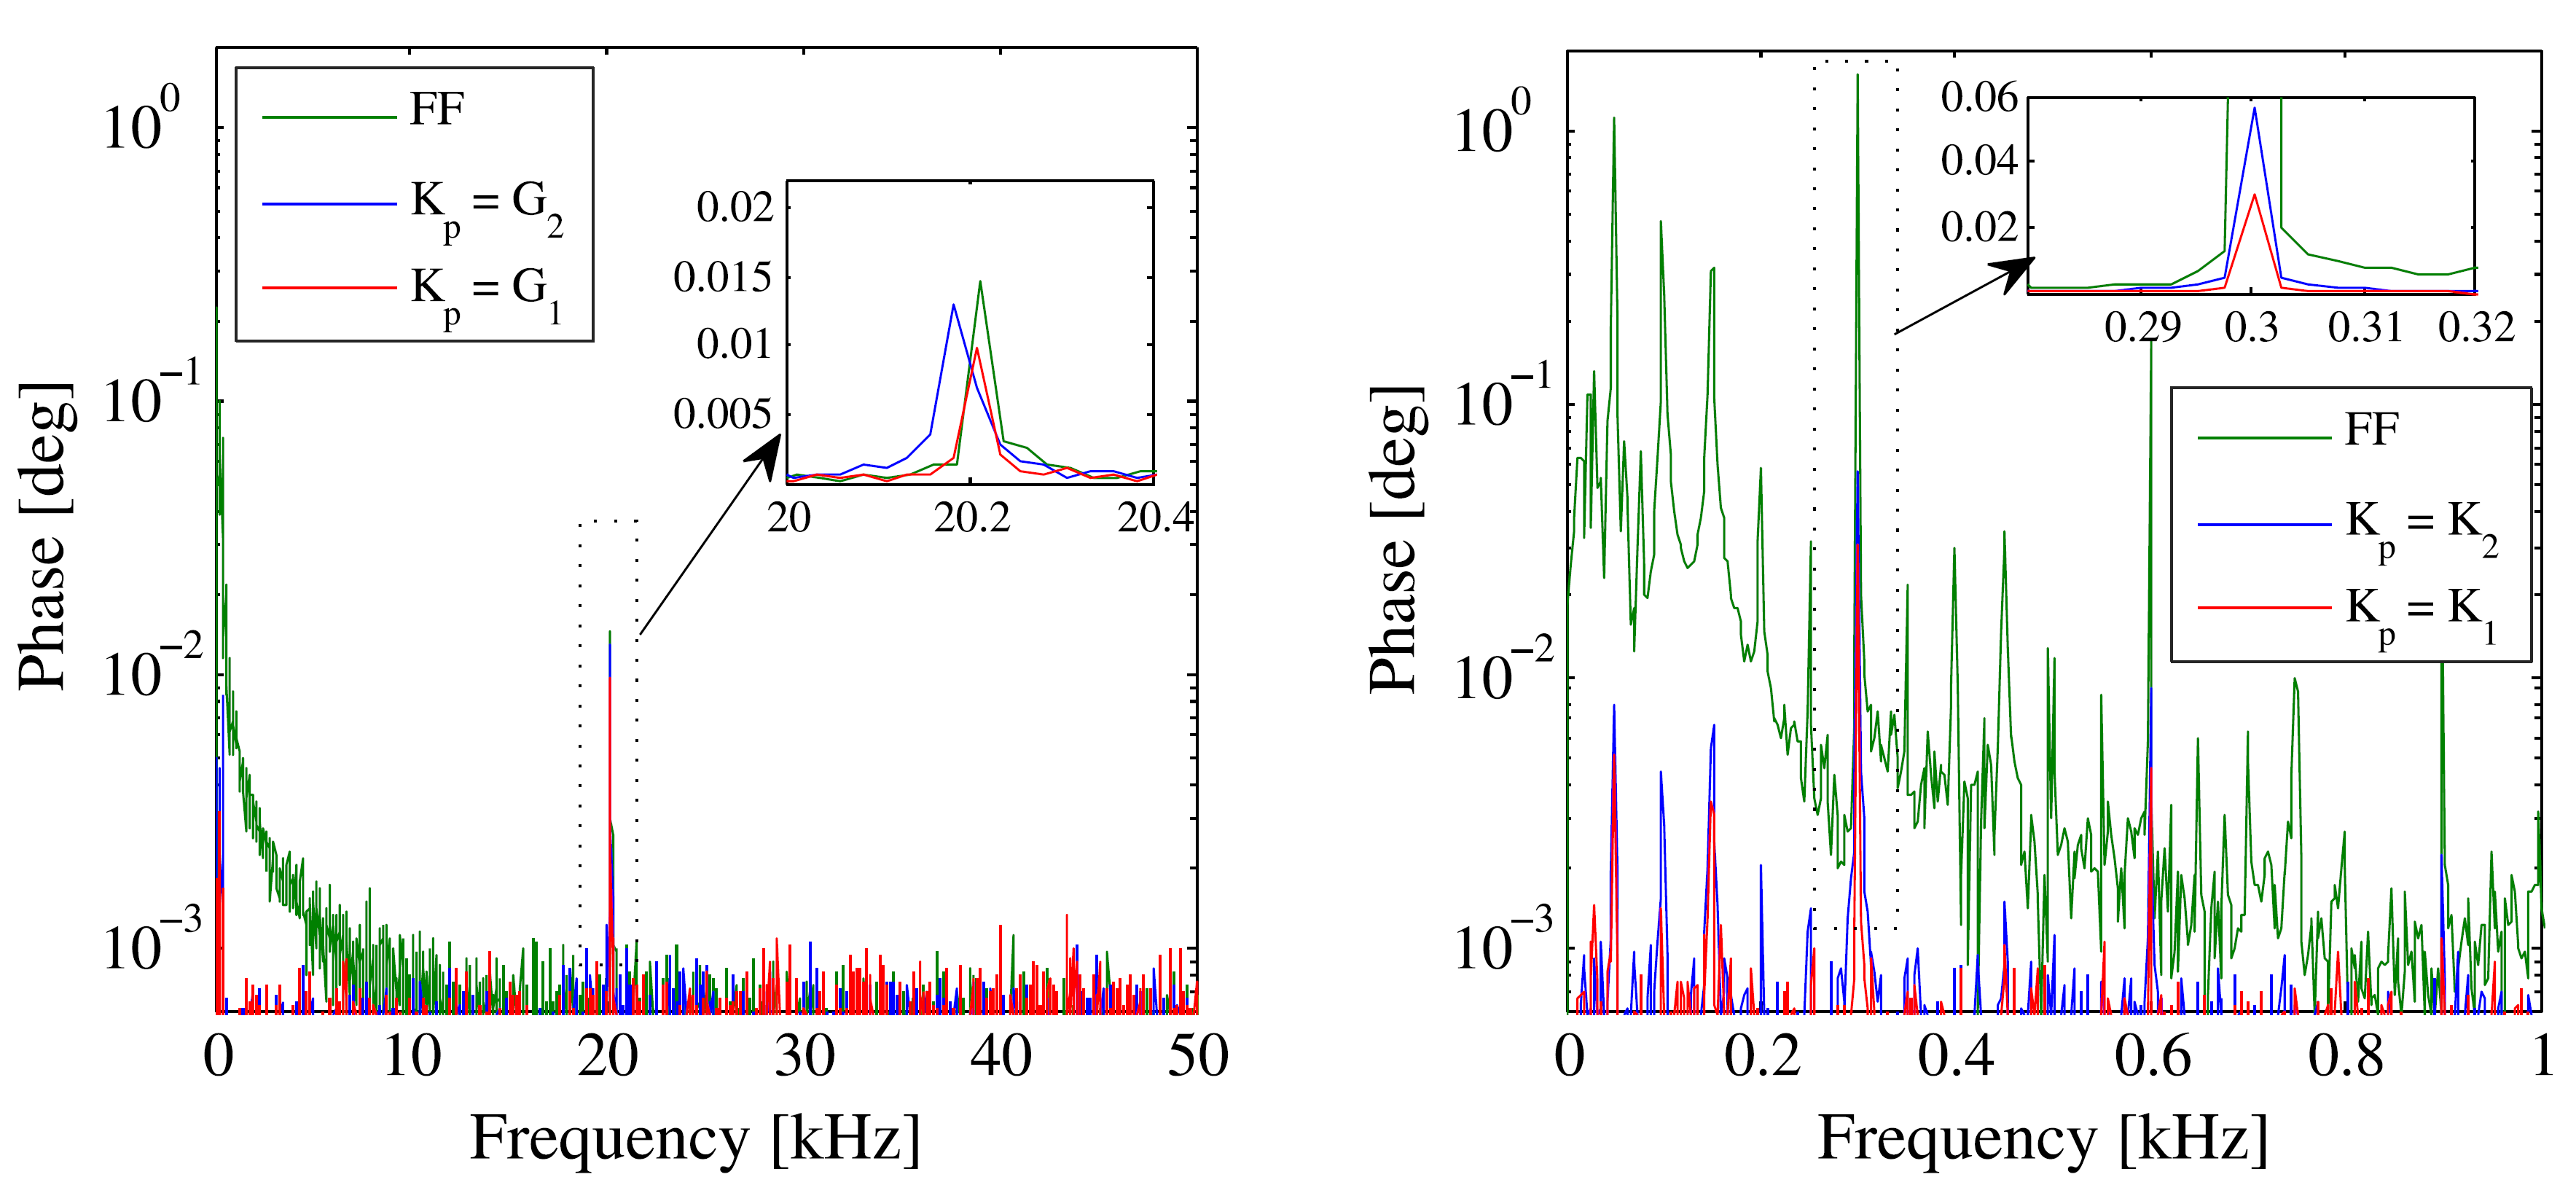 10^0
10^−1
10^−2
10^−3
Phase [deg]
FF
K_p = G_2
K_p = G_1
0.02
0.015
0.01
0.005
20 20.2 20.4
0 10 20 30 40 50
Frequency [kHz]
10^0
10^−1
10^−2
10^−3
Phase [deg]
0.06
0.04
0.02
0.29 0.3 0.31 0.32
FF
K_p = K_2
K_p = K_1
0 0.2 0.4 0.6 0.8 1
Frequency [kHz]